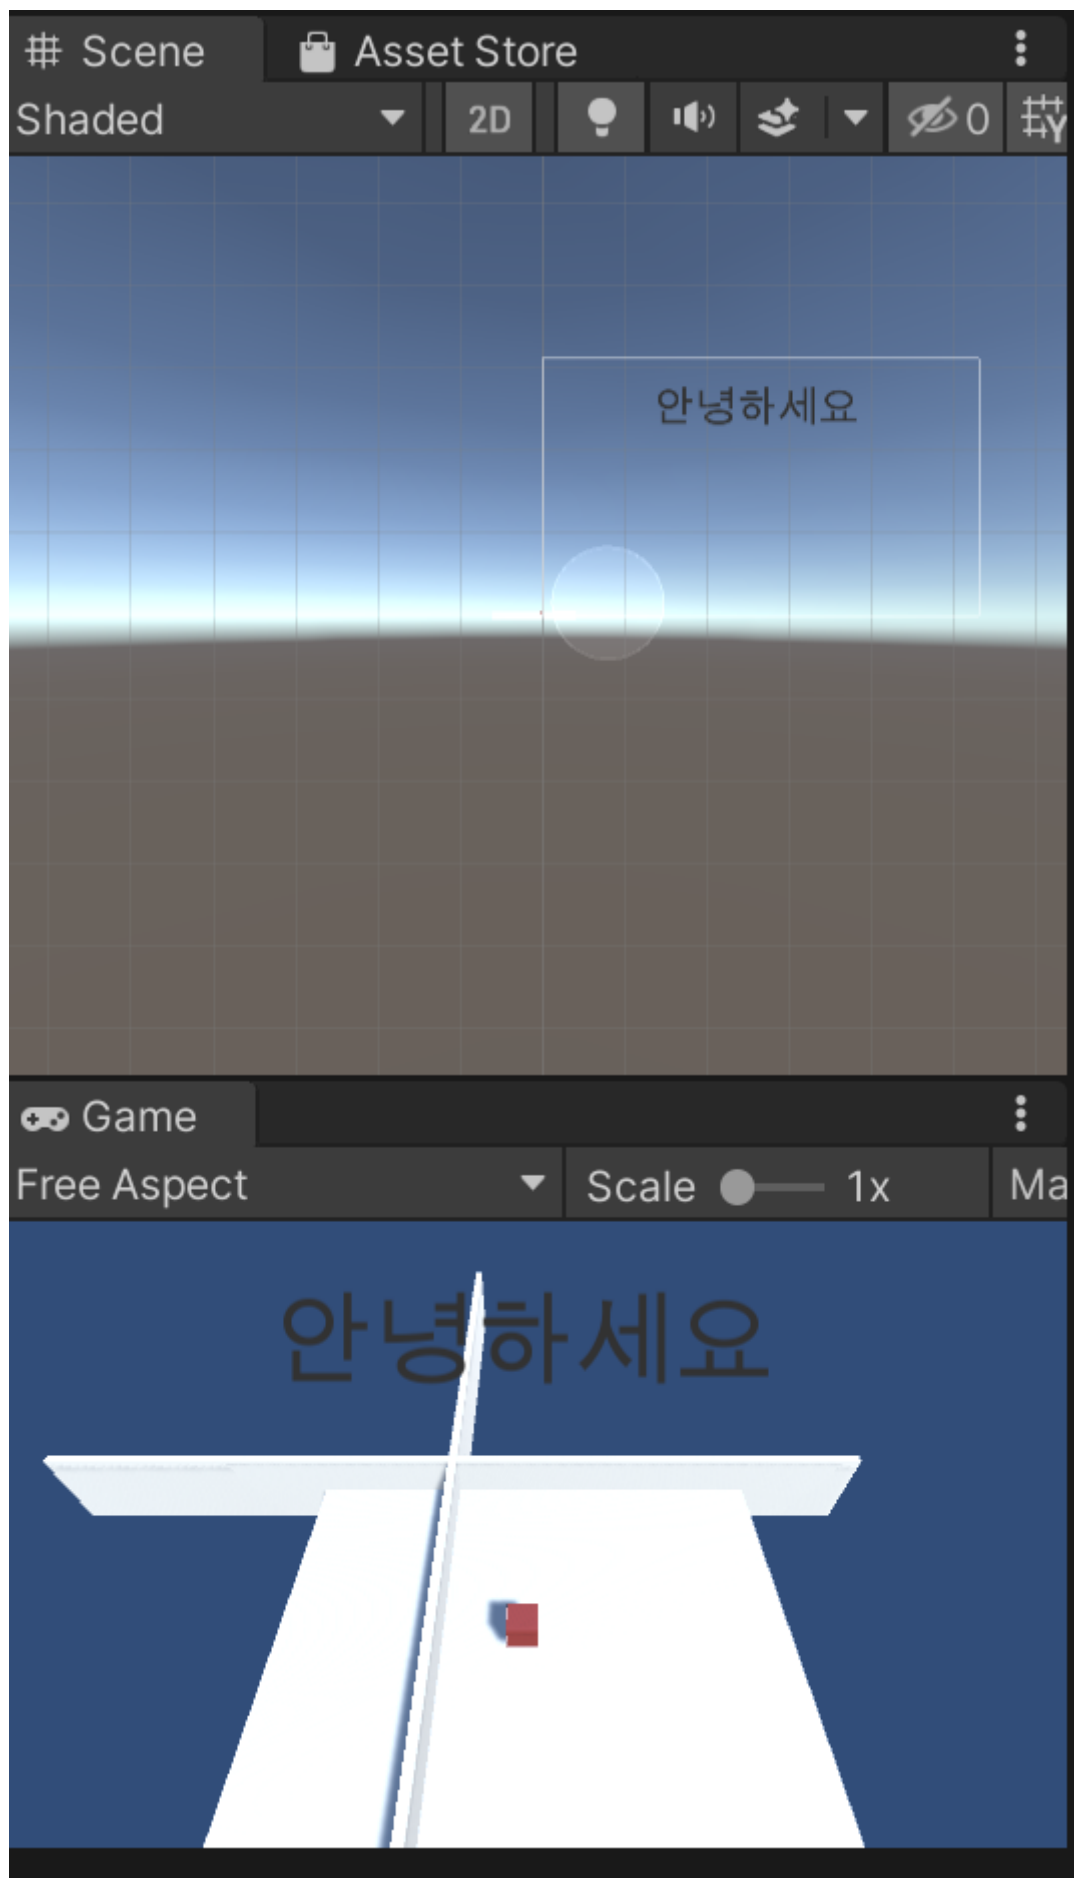 Scene Asset Store
Shaded 2D 0 Y
안녕하세요
Game
Free Aspect Scale 1x Ma
안녕하세요